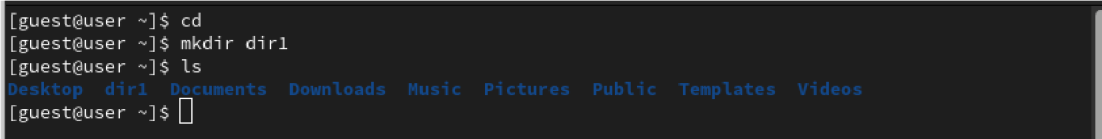 [guest@user ~]$ cd
[guest@user ~]$ mkdir dir1
[guest@user ~]$ ls
Desktop  dir1  Documents  Downloads  Music  Pictures  Public  Templates  Videos
[guest@user ~]$